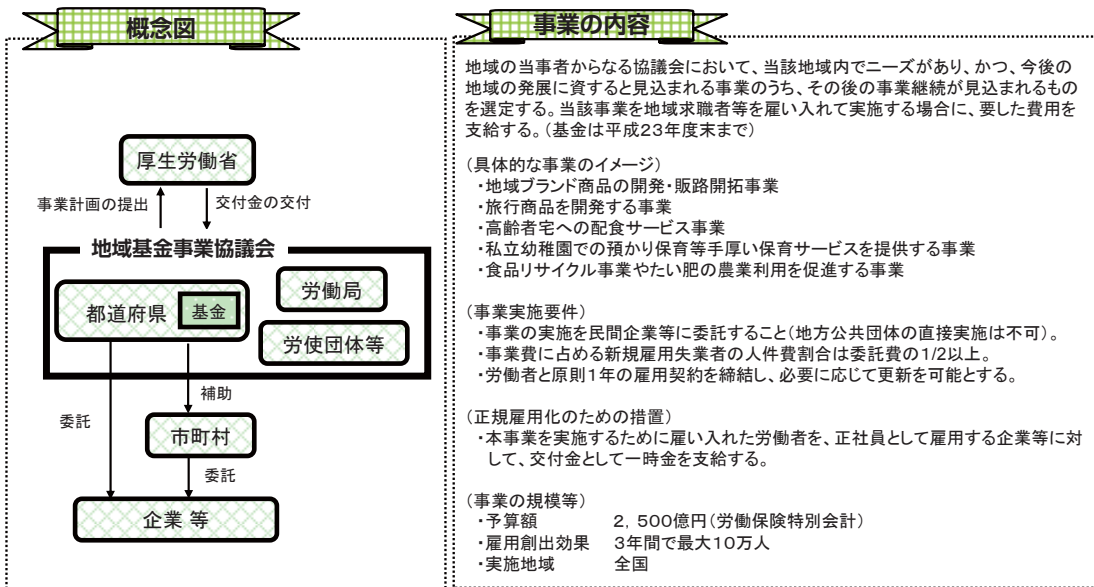 概念図
厚生労働省
事業計画の提出
交付金の交付
地域基金事業協議会
都道府県
基金
労働局
労使団体等
補助
委託
市町村
委託
企業 等
事業の内容
地域の当事者からなる協議会において、当該地域内でニーズがあり、かつ、今後の
地域の発展に資すると見込まれる事業のうち、その後の事業継続が見込まれるもの
を選定する。当該事業を地域求職者等を雇い入れて実施する場合に、要した費用を
支給する。(基金は平成23年度末まで)
(具体的な事業のイメージ)
・地域ブランド商品の開発・販路開拓事業
・旅行商品を開発する事業
・高齢者宅への配食サービス事業
・私立幼稚園での預かり保育等手厚い保育サービスを提供する事業
・食品リサイクル事業やたい肥の農業利用を促進する事業
(事業実施要件)
・事業の実施を民間企業等に委託すること(地方公共団体の直接実施は不可)。
・事業費に占める新規雇用失業者の人件費割合は委託費の1/2以上。
・労働者と原則1年の雇用契約を締結し、必要に応じて更新を可能とする。
(正規雇用化のための措置)
・本事業を実施するために雇い入れた労働者を、正社員として雇用する企業等に対
して、交付金として一時金を支給する。
(事業の規模等)
・予算額 2,500億円(労働保険特別会計)
・雇用創出効果 3年間で最大10万人
・実施地域 全国